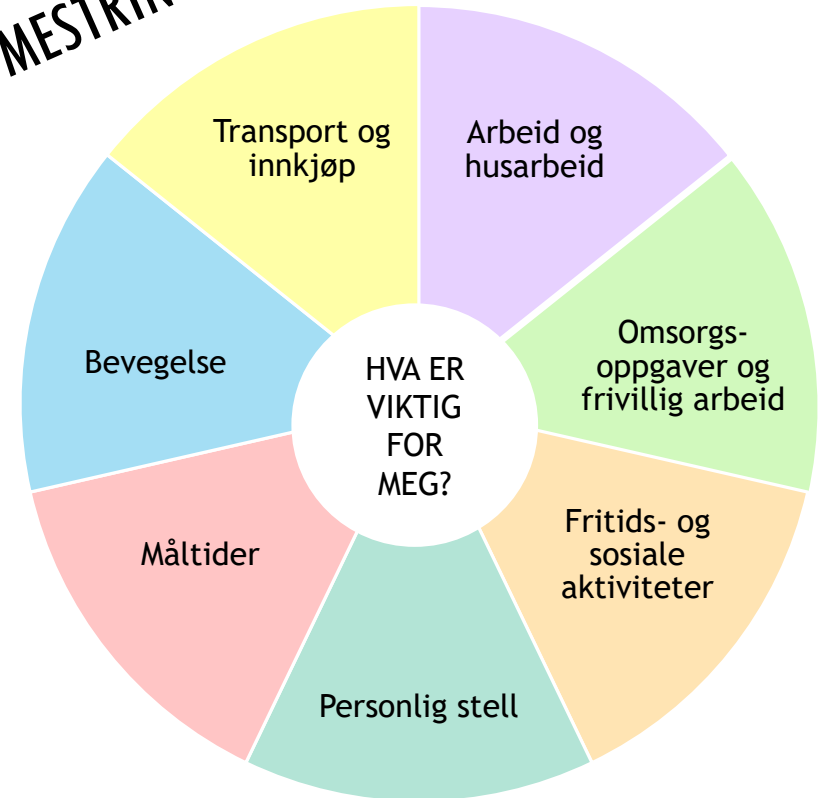 Transport og
innkjøp
Arbeid og
husarbeid
Omsorgs-
oppgaver og
frivillig arbeid
Fritids- og
sosiale
aktiviteter
Personlig stell
Måltider
Bevegelse
HVA ER
VIKTIG
FOR
MEG?